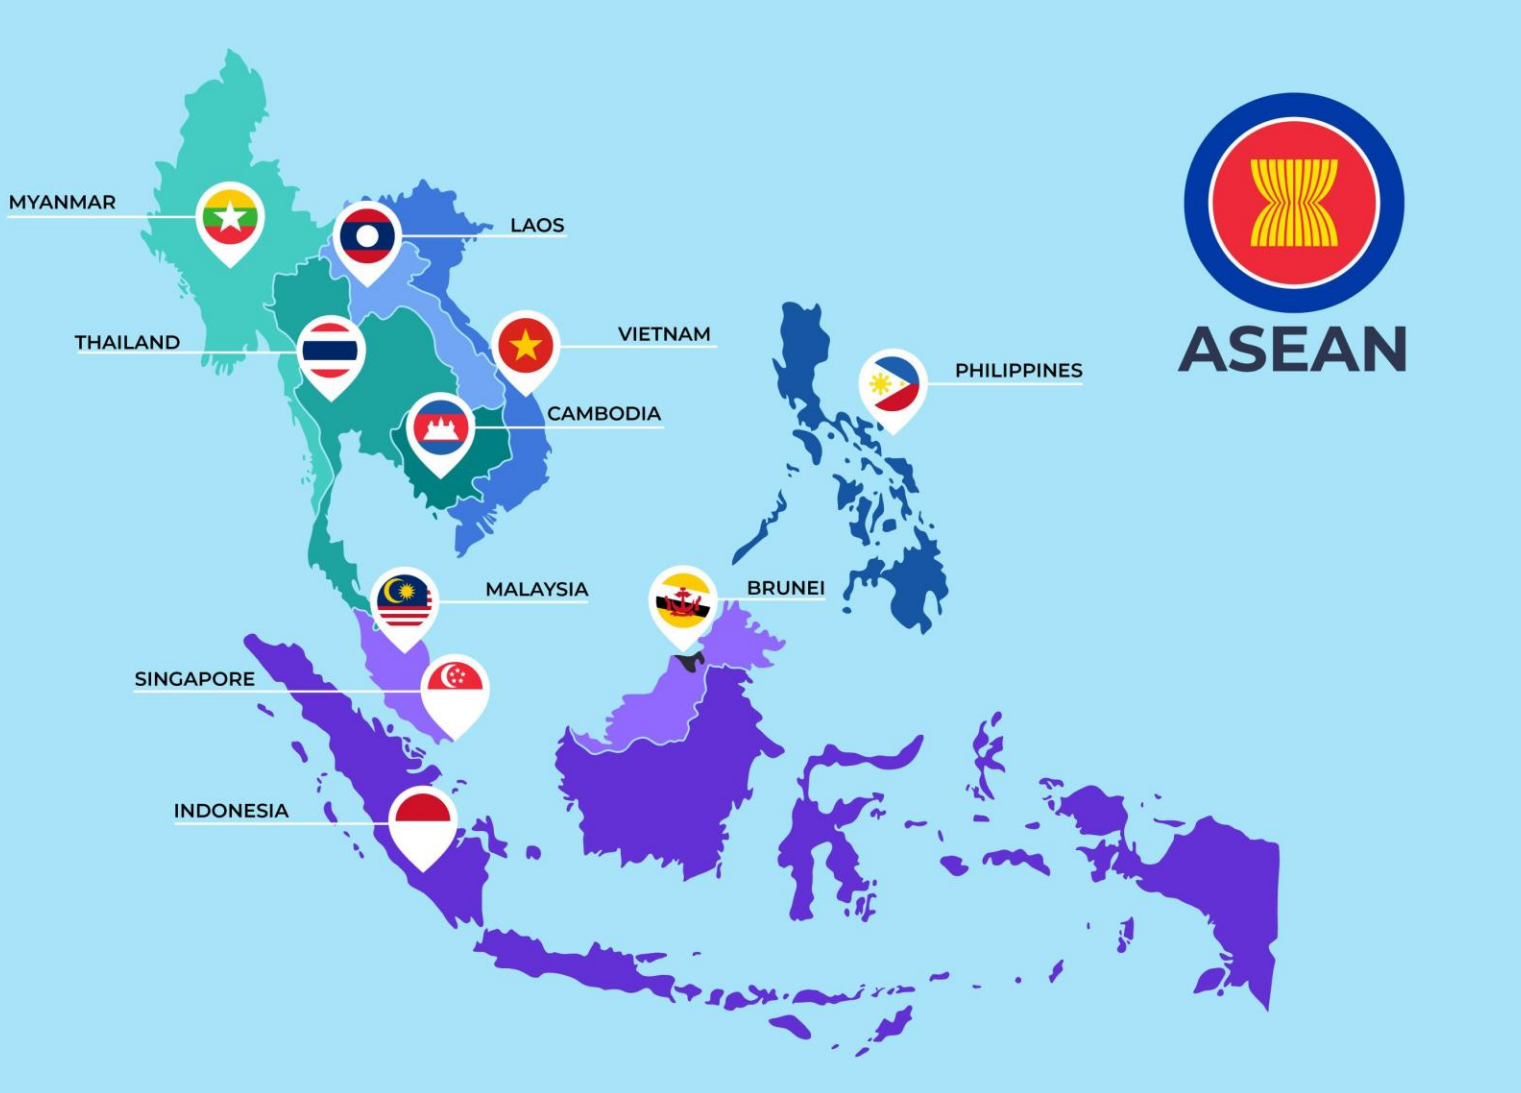 MYANMAR
LAOS
THAILAND
VIETNAM
ASEAN
PHILIPPINES
CAMBODIA
MALAYSIA
BRUNEI
SINGAPORE
INDONESIA